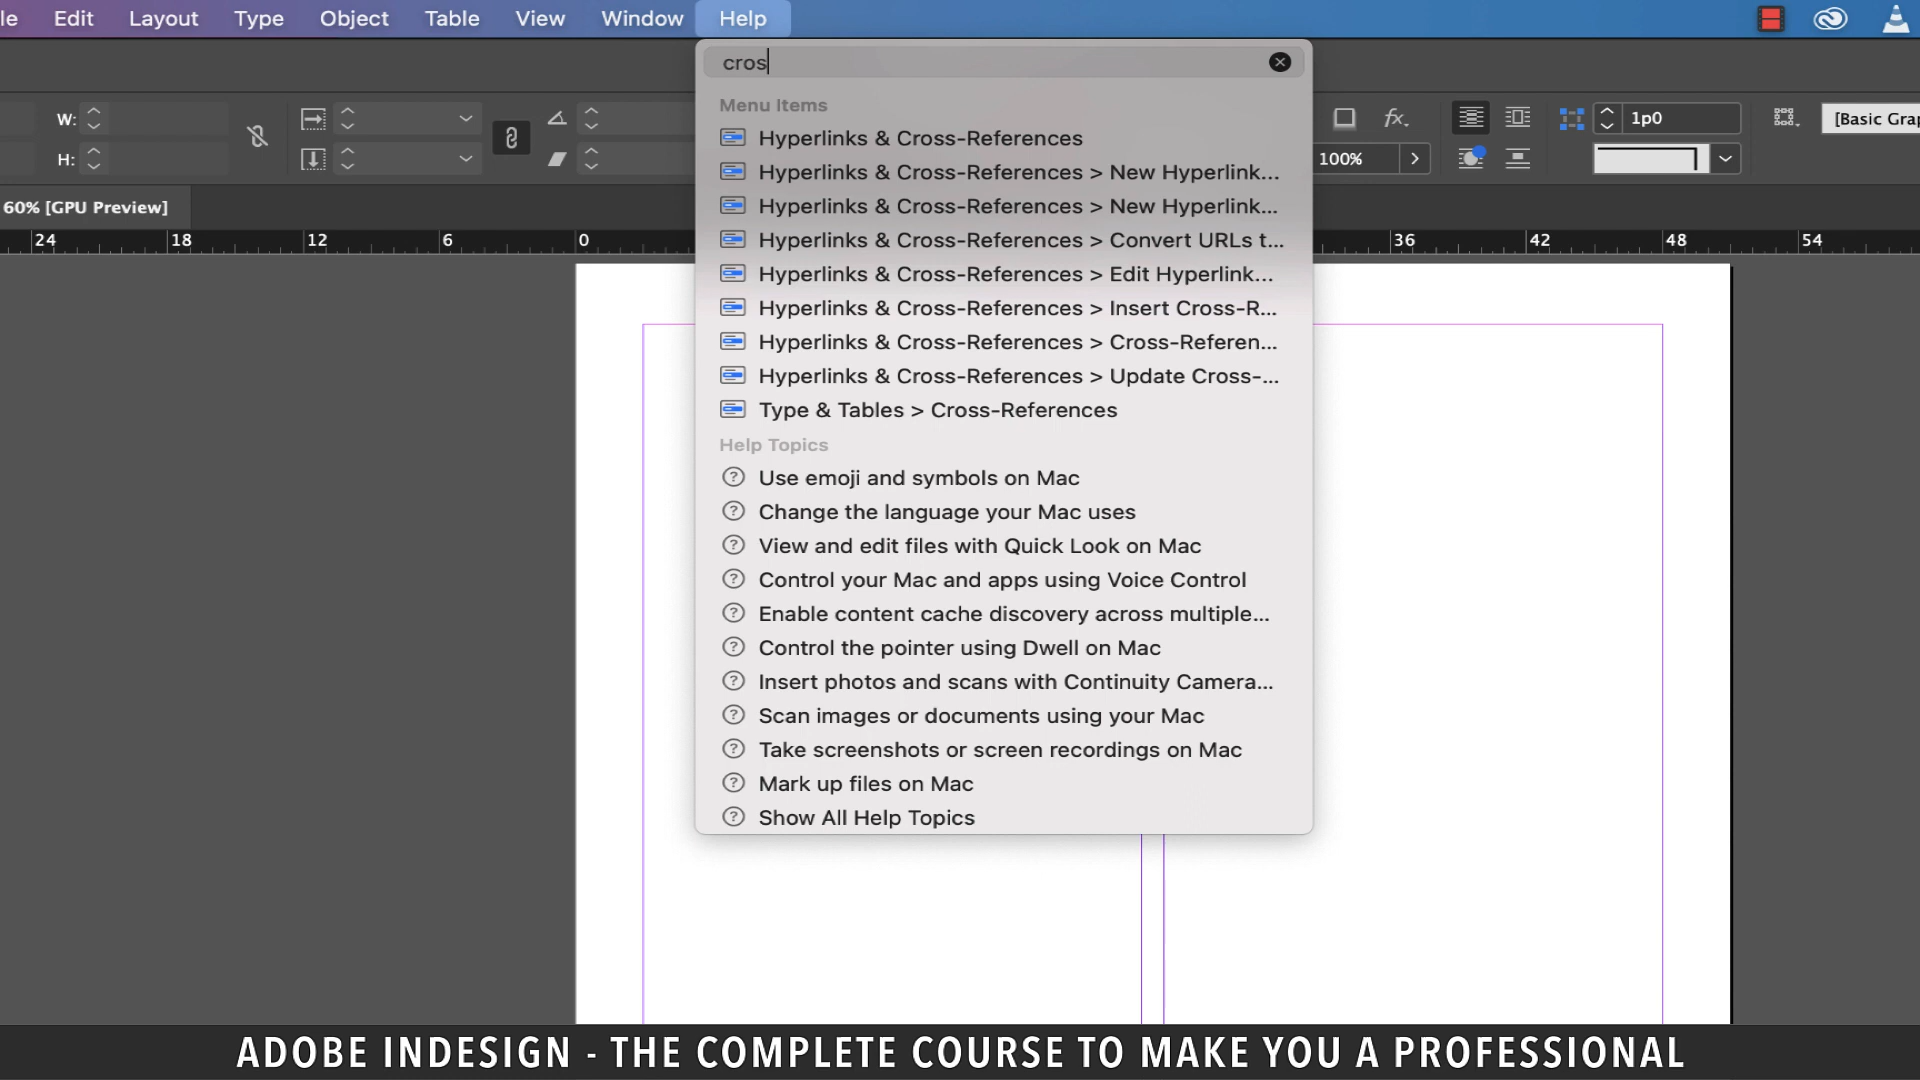 le Edit Layout Type Object Table View Window Help
cros
W:
H:
fx.
1p0
[Basic Grap
100%
60% [GPU Preview]
24 18 12 6 0 36 42 48 54
Menu Items
Hyperlinks & Cross-References
Hyperlinks & Cross-References > New Hyperlink...
Hyperlinks & Cross-References > New Hyperlink...
Hyperlinks & Cross-References > Convert URLs t...
Hyperlinks & Cross-References > Edit Hyperlink...
Hyperlinks & Cross-References > Insert Cross-R...
Hyperlinks & Cross-References > Cross-Referen...
Hyperlinks & Cross-References > Update Cross-...
Type & Tables > Cross-References
Help Topics
Use emoji and symbols on Mac
Change the language your Mac uses
View and edit files with Quick Look on Mac
Control your Mac and apps using Voice Control
Enable content cache discovery across multiple...
Control the pointer using Dwell on Mac
Insert photos and scans with Continuity Camera...
Scan images or documents using your Mac
Take screenshots or screen recordings on Mac
Mark up files on Mac
Show All Help Topics
ADOBE INDESIGN - THE COMPLETE COURSE TO MAKE YOU A PROFESSIONAL